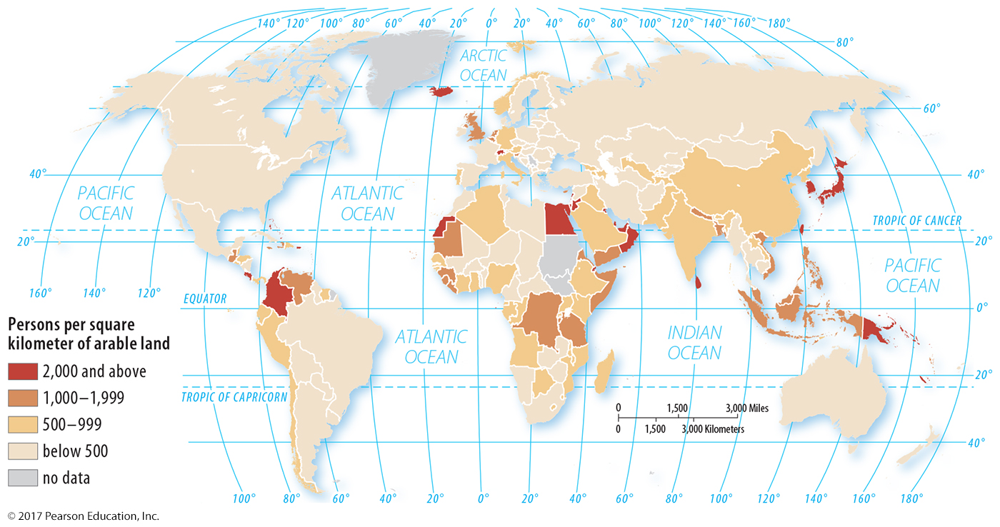 140° 120° 100° 80° 60° 40° 20° 0° 20° 40° 60° 80° 100° 120° 140° 160° 180°
80°
ARCTIC
OCEAN
60°
40°
40°
PACIFIC
OCEAN
ATLANTIC
OCEAN
TROPIC OF CANCER
20°
20°
PACIFIC
OCEAN
160° 140° 120°
EQUATOR
0°
ATLANTIC
OCEAN
INDIAN
OCEAN
20°
TROPIC OF CAPRICORN
0 1,500 3,000 Miles
0 1,500 3,000 Kilometers
40°
100° 80° 60° 40° 20° 0° 20° 40° 60° 80° 100° 120° 140° 160° 180°
Persons per square
kilometer of arable land
2,000 and above
1,000–1,999
500–999
below 500
no data
© 2017 Pearson Education, Inc.